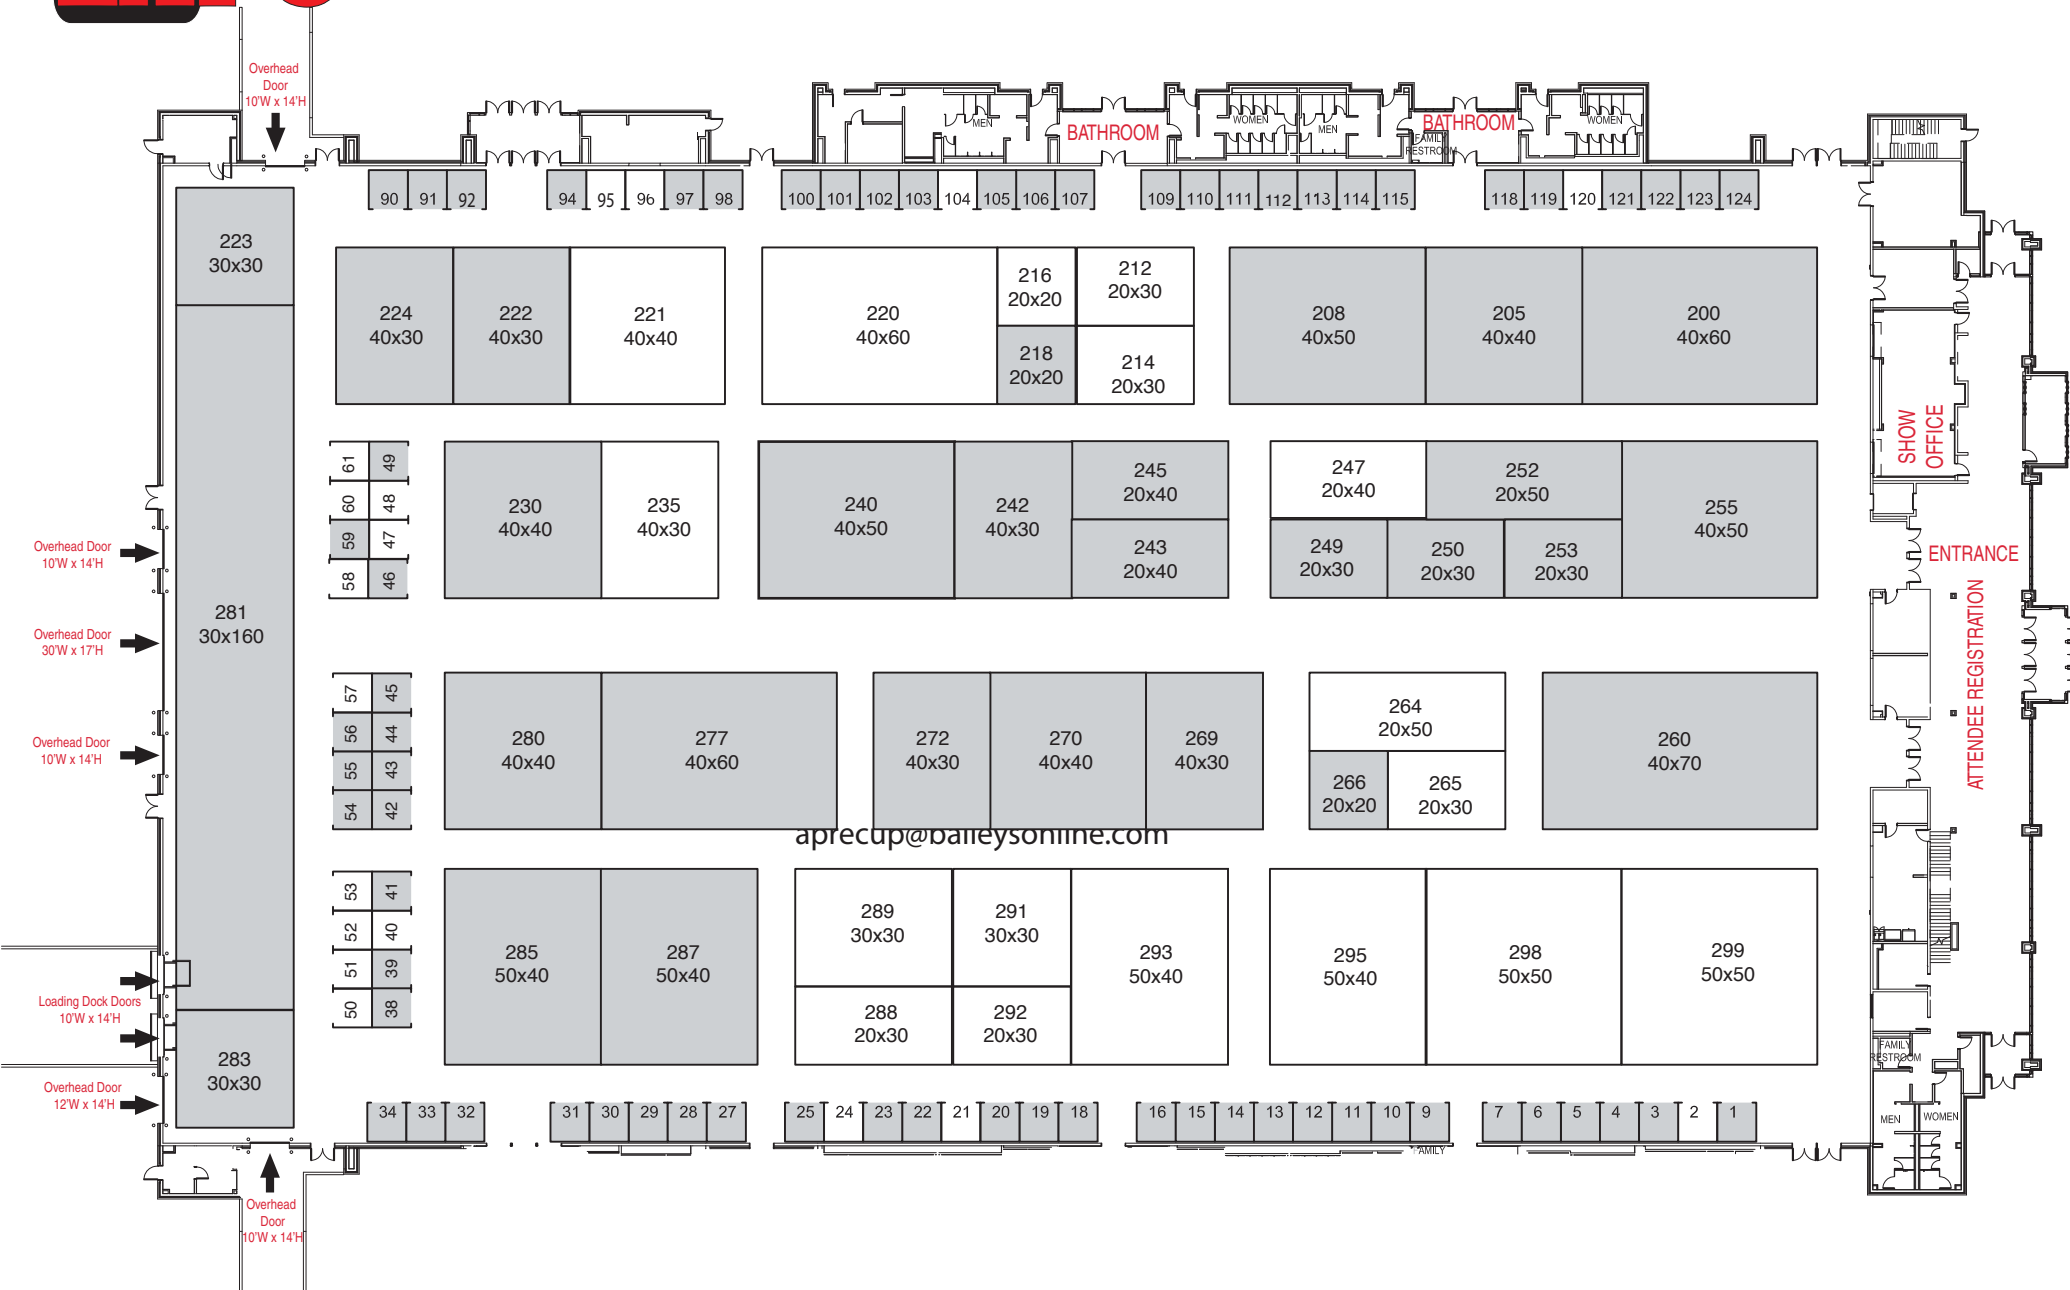 Overhead
Door
10'W x 14'H
MEN
BATHROOM
WOMEN
MEN
FAMILY
RESTROOM
BATHROOM
WOMEN
90 91 92 94 95 96 97 98 100 101 102 103 104 105 106 107 109 110 111 112 113 114 115 118 119 120 121 122 123 124
223
30x30
224
40x30
222
40x30
221
40x40
220
40x60
216
20x20
212
20x30
218
20x20
214
20x30
208
40x50
205
40x40
200
40x60
SHOW
OFFICE
61 49
60 48
59 47
58 46
230
40x40
235
40x30
240
40x50
242
40x30
245
20x40
243
20x40
247
20x40
252
20x50
249
20x30
250
20x30
253
20x30
255
40x50
ENTRANCE
ATTENDEE REGISTRATION
Overhead Door
10'W x 14'H
Overhead Door
30'W x 17'H
Overhead Door
10'W x 14'H
281
30x160
57 45
56 44
55 43
54 42
280
40x40
277
40x60
272
40x30
270
40x40
269
40x30
264
20x50
266
20x20
265
20x30
260
40x70
aprecup@baileysonline.com
53 41
52 40
51 39
50 38
285
50x40
287
50x40
289
30x30
291
30x30
288
20x30
292
20x30
293
50x40
295
50x40
298
50x50
299
50x50
Loading Dock Doors
10'W x 14'H
283
30x30
Overhead Door
12'W x 14'H
FAMILY
RESTROOM
MEN
WOMEN
34 33 32 31 30 29 28 27 25 24 23 22 21 20 19 18 16 15 14 13 12 11 10 9 7 6 5 4 3 2 1
FAMILY
Overhead
Door
10'W x 14'H